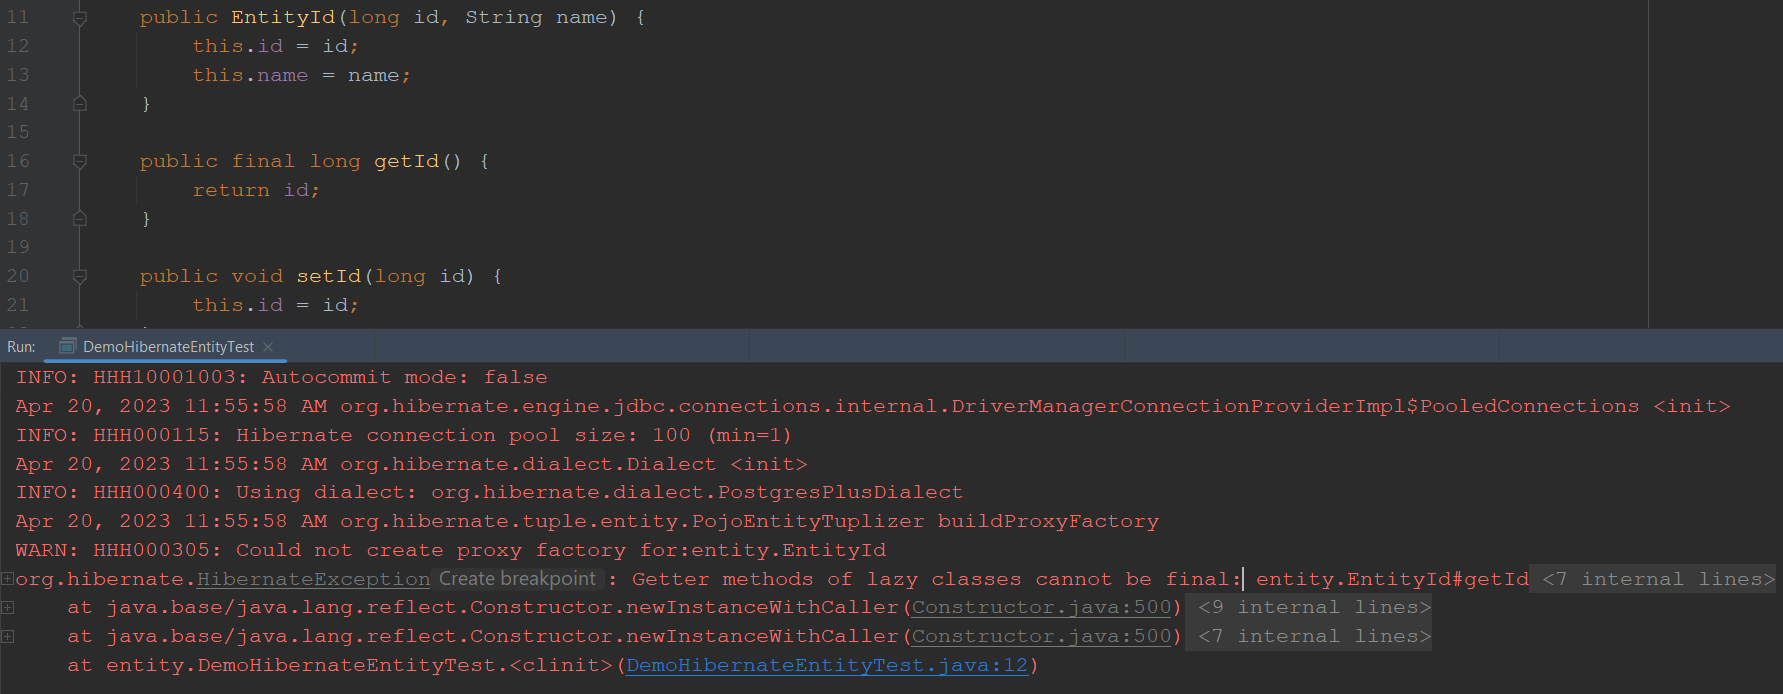 11 public EntityId(long id, String name) {
12 this.id = id;
13 this.name = name;
14 }
15
16 public final long getId() {
17 return id;
18 }
19
20 public void setId(long id) {
21 this.id = id;
Run: DemoHibernateEntityTest ×
INFO: HHH10001003: Autocommit mode: false
Apr 20, 2023 11:55:58 AM org.hibernate.engine.jdbc.connections.internal.DriverManagerConnectionProviderImpl$PooledConnections <init>
INFO: HHH000115: Hibernate connection pool size: 100 (min=1)
Apr 20, 2023 11:55:58 AM org.hibernate.dialect.Dialect <init>
INFO: HHH000400: Using dialect: org.hibernate.dialect.PostgresPlusDialect
Apr 20, 2023 11:55:58 AM org.hibernate.tuple.entity.PojoEntityTuplizer buildProxyFactory
WARN: HHH000305: Could not create proxy factory for:entity.EntityId
org.hibernate.HibernateException Create breakpoint : Getter methods of lazy classes cannot be final: entity.EntityId#getId <7 internal lines>
at java.base/java.lang.reflect.Constructor.newInstanceWithCaller(Constructor.java:500) <9 internal lines>
at java.base/java.lang.reflect.Constructor.newInstanceWithCaller(Constructor.java:500) <7 internal lines>
at entity.DemoHibernateEntityTest.<clinit>(DemoHibernateEntityTest.java:12)